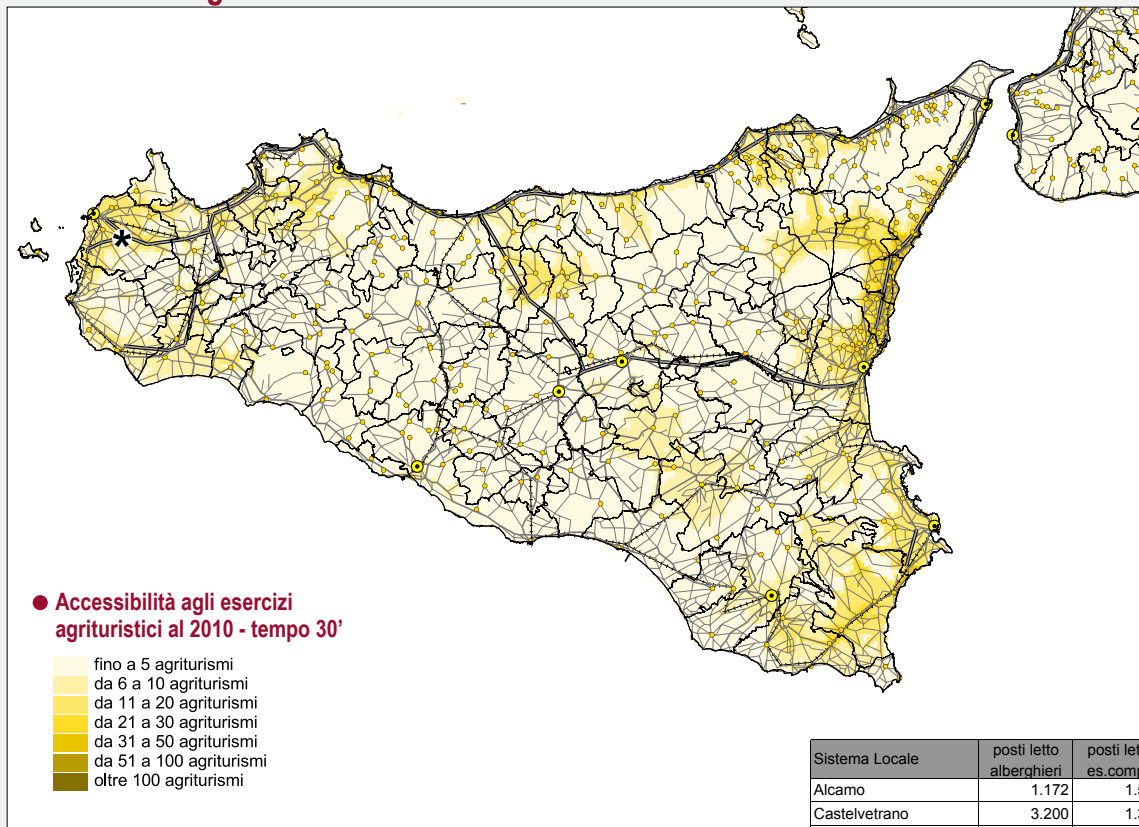 ● Accessibilità agli esercizi
agrituristici al 2010 - tempo 30'
fino a 5 agriturismi
da 6 a 10 agriturismi
da 11 a 20 agriturismi
da 21 a 30 agriturismi
da 31 a 50 agriturismi
da 51 a 100 agriturismi
oltre 100 agriturismi
Sistema Locale posti letto alberghieri
Alcamo 1.172
Castelvetrano 3.200